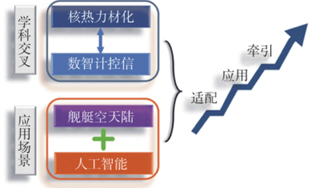 学科交叉
核热力材化
数智计控信
应用场景
舰艇空天陆
人工智能
适配
应用
牵引